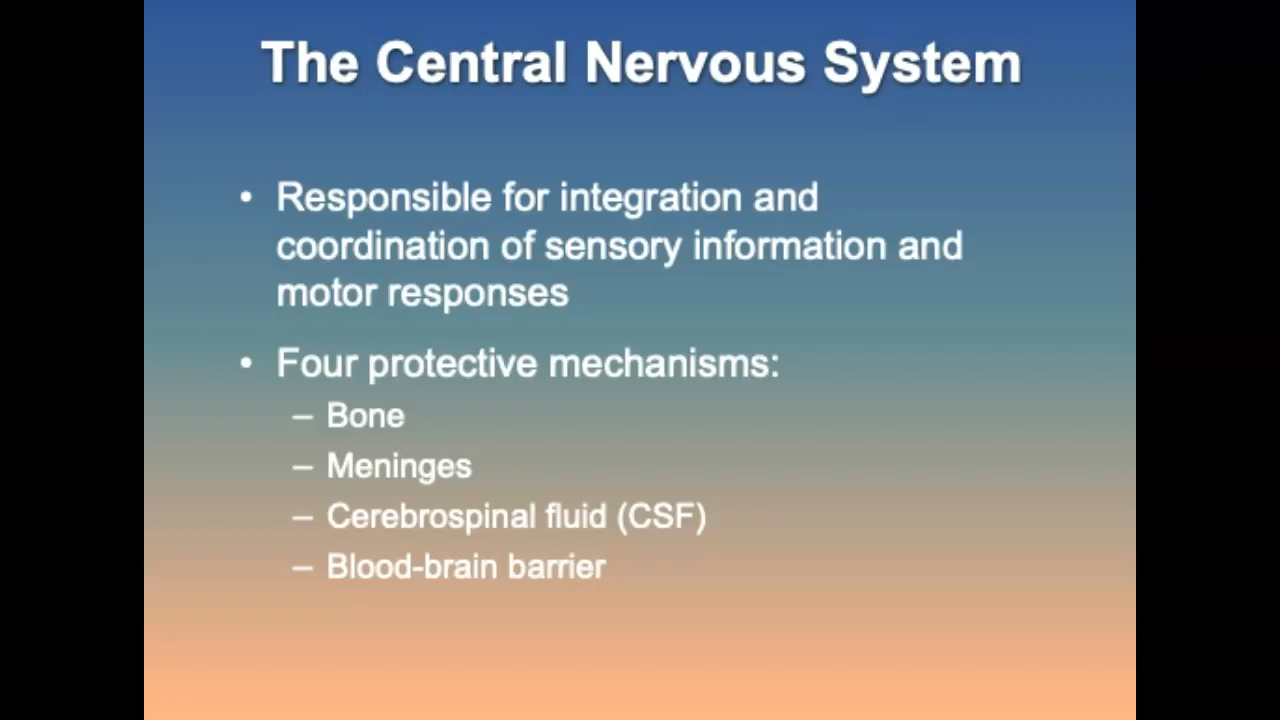 The Central Nervous System
• Responsible for integration and
coordination of sensory information and
motor responses
• Four protective mechanisms:
– Bone
– Meninges
– Cerebrospinal fluid (CSF)
– Blood-brain barrier